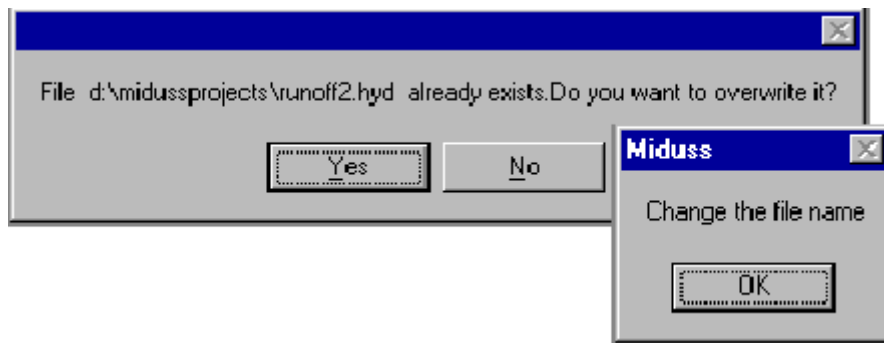 File d:\midussprojects\runoff2.hyd already exists.Do you want to overwrite it?
Yes
No
Miduss
Change the file name
OK